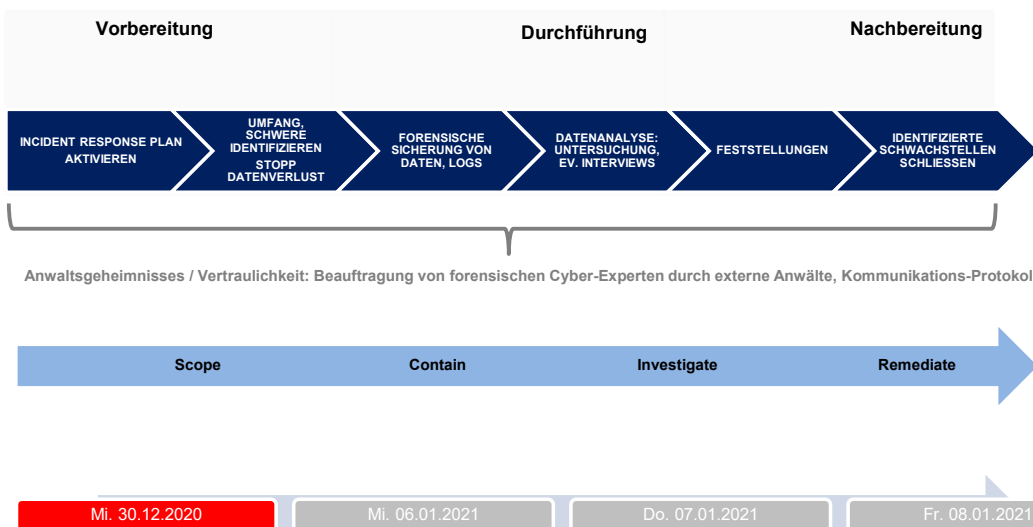 Vorbereitung
Durchführung
Nachbereitung
INCIDENT RESPONSE PLAN
AKTIVIEREN
UMFANG,
SCHWERE
IDENTIFIZIEREN
STOPP
DATENVERLUST
FORENSISCHE
SICHERUNG VON
DATEN, LOGS
DATENANALYSE:
UNTERSUCHUNG,
EV. INTERVIEWS
FESTSTELLUNGEN
IDENTIFIZIERTE
SCHWACHSTELLEN
SCHLIESSEN
Anwaltsgeheimnisses / Vertraulichkeit: Beauftragung von forensischen Cyber-Experten durch externe Anwälte, Kommunikations-Protokol
Scope
Contain
Investigate
Remediate
Mi. 30.12.2020
Mi. 06.01.2021
Do. 07.01.2021
Fr. 08.01.2021